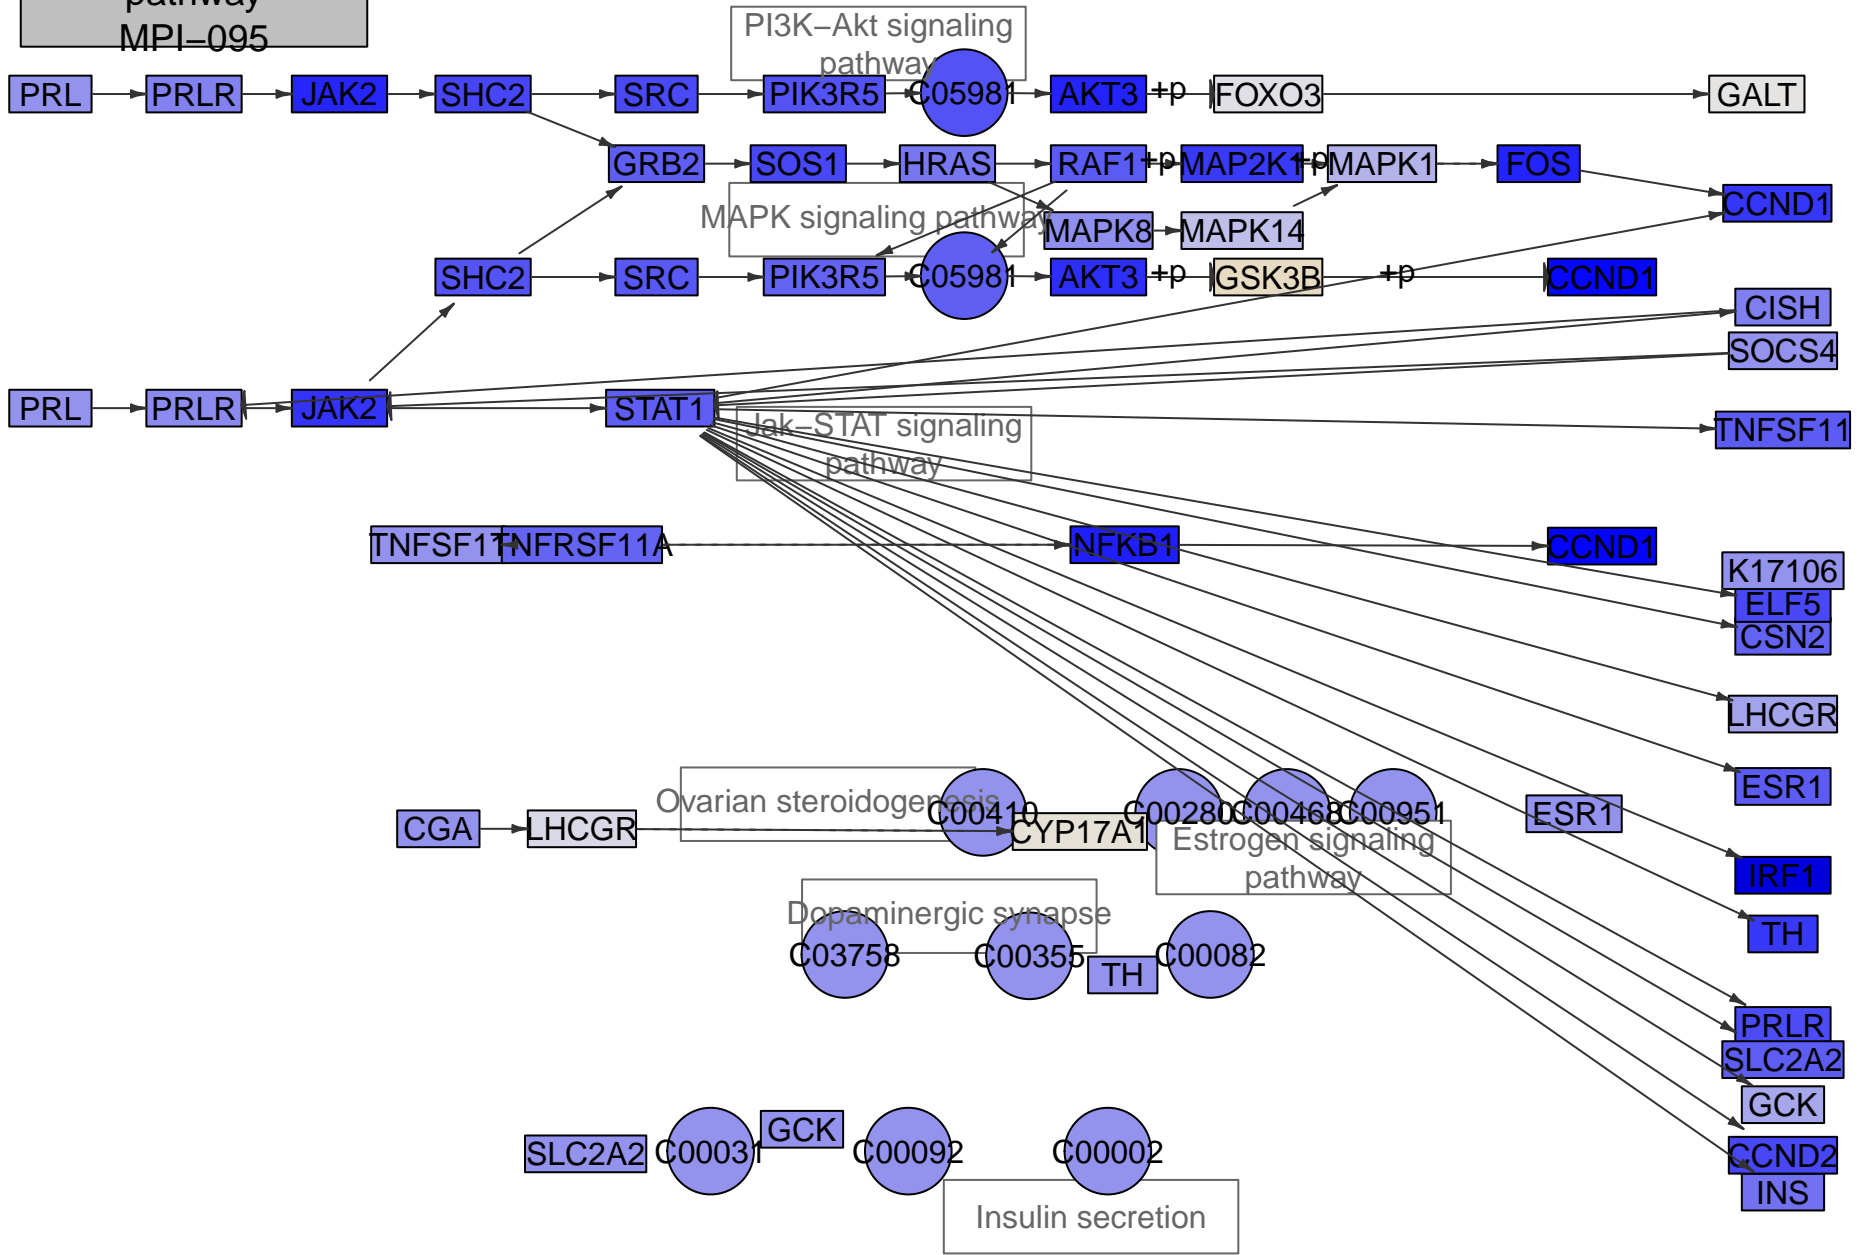 pathway
MPI−095
PI3K−Akt signaling
pathway
PRL
PRLR
JAK2
SHC2
SRC
PIK3R5
C05981
AKT3
+p
FOXO3
GALT
GRB2
SOS1
HRAS
RAF1
+p
MAP2K1
+p
MAPK1
FOS
CCND1
MAPK signaling pathway
MAPK8
MAPK14
SHC2
SRC
PIK3R5
C05981
AKT3
+p
GSK3B
+p
CCND1
CISH
SOCS4
PRL
PRLR
JAK2
STAT1
Jak−STAT signaling
pathway
TNFSF11
TNFSF11
TNFRSF11A
NFKB1
CCND1
K17106
ELF5
CSN2
LHCGR
ESR1
Ovarian steroidogenesis
CGA
LHCGR
C00410
CYP17A1
C00280
C00468
C00951
ESR1
Estrogen signaling
pathway
IRF1
Dopaminergic synapse
TH
C03758
C00355
TH
C00082
PRLR
SLC2A2
GCK
SLC2A2
C00031
GCK
C00092
C00002
CCND2
INS
Insulin secretion